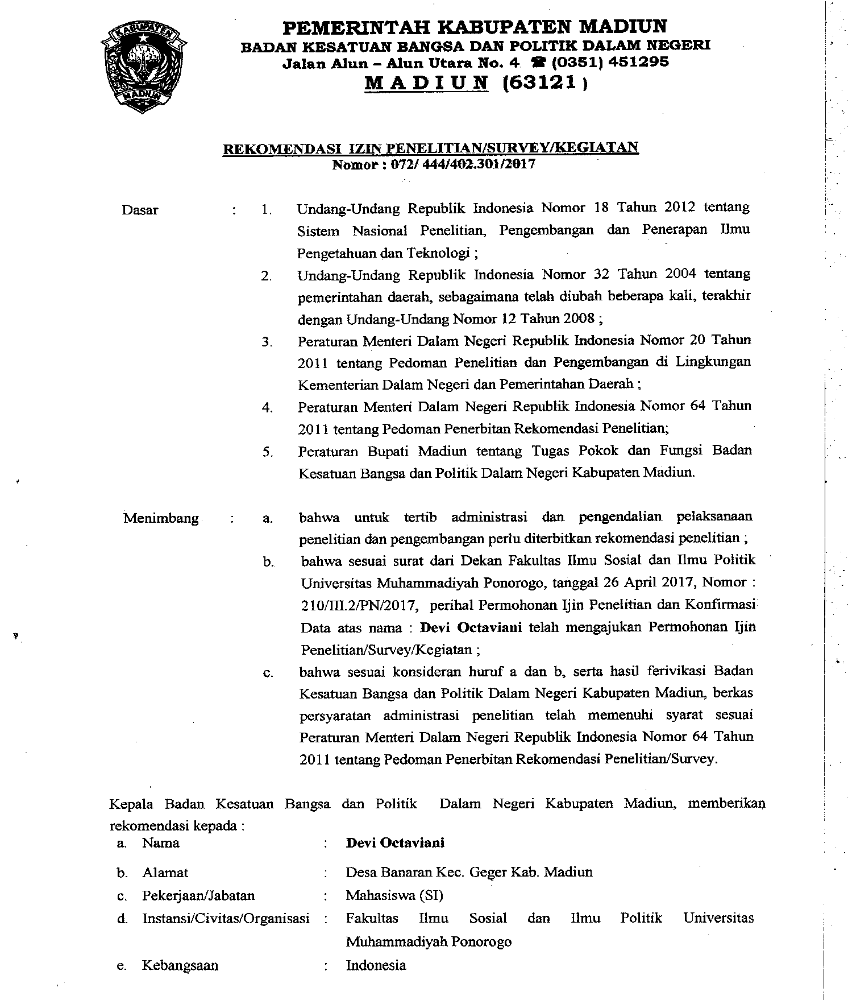 KABUPATEN
MADIUN
PEMERINTAH KABUPATEN MADIUN
BADAN KESATUAN BANGSA DAN POLITIK DALAM NEGERI
Jalan Alun – Alun Utara No. 4 ☎ (0351) 451295
M A D I U N (63121 )
REKOMENDASI IZIN PENELITIAN/SURVEY/KEGIATAN
Nomor : 072/ 444/402.301/2017
Dasar : 1. Undang-Undang Republik Indonesia Nomor 18 Tahun 2012 tentang
Sistem Nasional Penelitian, Pengembangan dan Penerapan Ilmu
Pengetahuan dan Teknologi ;
2. Undang-Undang Republik Indonesia Nomor 32 Tahun 2004 tentang
pemerintahan daerah, sebagaimana telah diubah beberapa kali, terakhir
dengan Undang-Undang Nomor 12 Tahun 2008 ;
3. Peraturan Menteri Dalam Negeri Republik Indonesia Nomor 20 Tahun
2011 tentang Pedoman Penelitian dan Pengembangan di Lingkungan
Kementerian Dalam Negeri dan Pemerintahan Daerah ;
4. Peraturan Menteri Dalam Negeri Republik Indonesia Nomor 64 Tahun
2011 tentang Pedoman Penerbitan Rekomendasi Penelitian;
5. Peraturan Bupati Madiun tentang Tugas Pokok dan Fungsi Badan
Kesatuan Bangsa dan Politik Dalam Negeri Kabupaten Madiun.
Menimbang : a. bahwa untuk tertib administrasi dan pengendalian pelaksanaan
penelitian dan pengembangan perlu diterbitkan rekomendasi penelitian ;
b. bahwa sesuai surat dari Dekan Fakultas Ilmu Sosial dan Ilmu Politik
Universitas Muhammadiyah Ponorogo, tanggal 26 April 2017, Nomor :
210/III.2/PN/2017, perihal Permohonan Ijin Penelitian dan Konfirmasi
Data atas nama : Devi Octaviani telah mengajukan Permohonan Ijin
Penelitian/Survey/Kegiatan ;
c. bahwa sesuai konsideran huruf a dan b, serta hasil ferivikasi Badan
Kesatuan Bangsa dan Politik Dalam Negeri Kabupaten Madiun, berkas
persyaratan administrasi penelitian telah memenuhi syarat sesuai
Peraturan Menteri Dalam Negeri Republik Indonesia Nomor 64 Tahun
2011 tentang Pedoman Penerbitan Rekomendasi Penelitian/Survey.
Kepala Badan Kesatuan Bangsa dan Politik Dalam Negeri Kabupaten Madiun, memberikan
rekomendasi kepada :
a. Nama : Devi Octaviani
b. Alamat : Desa Banaran Kec. Geger Kab. Madiun
c. Pekerjaan/Jabatan : Mahasiswa (SI)
d. Instansi/Civitas/Organisasi : Fakultas Ilmu Sosial dan Ilmu Politik Universitas
Muhammadiyah Ponorogo
e. Kebangsaan : Indonesia